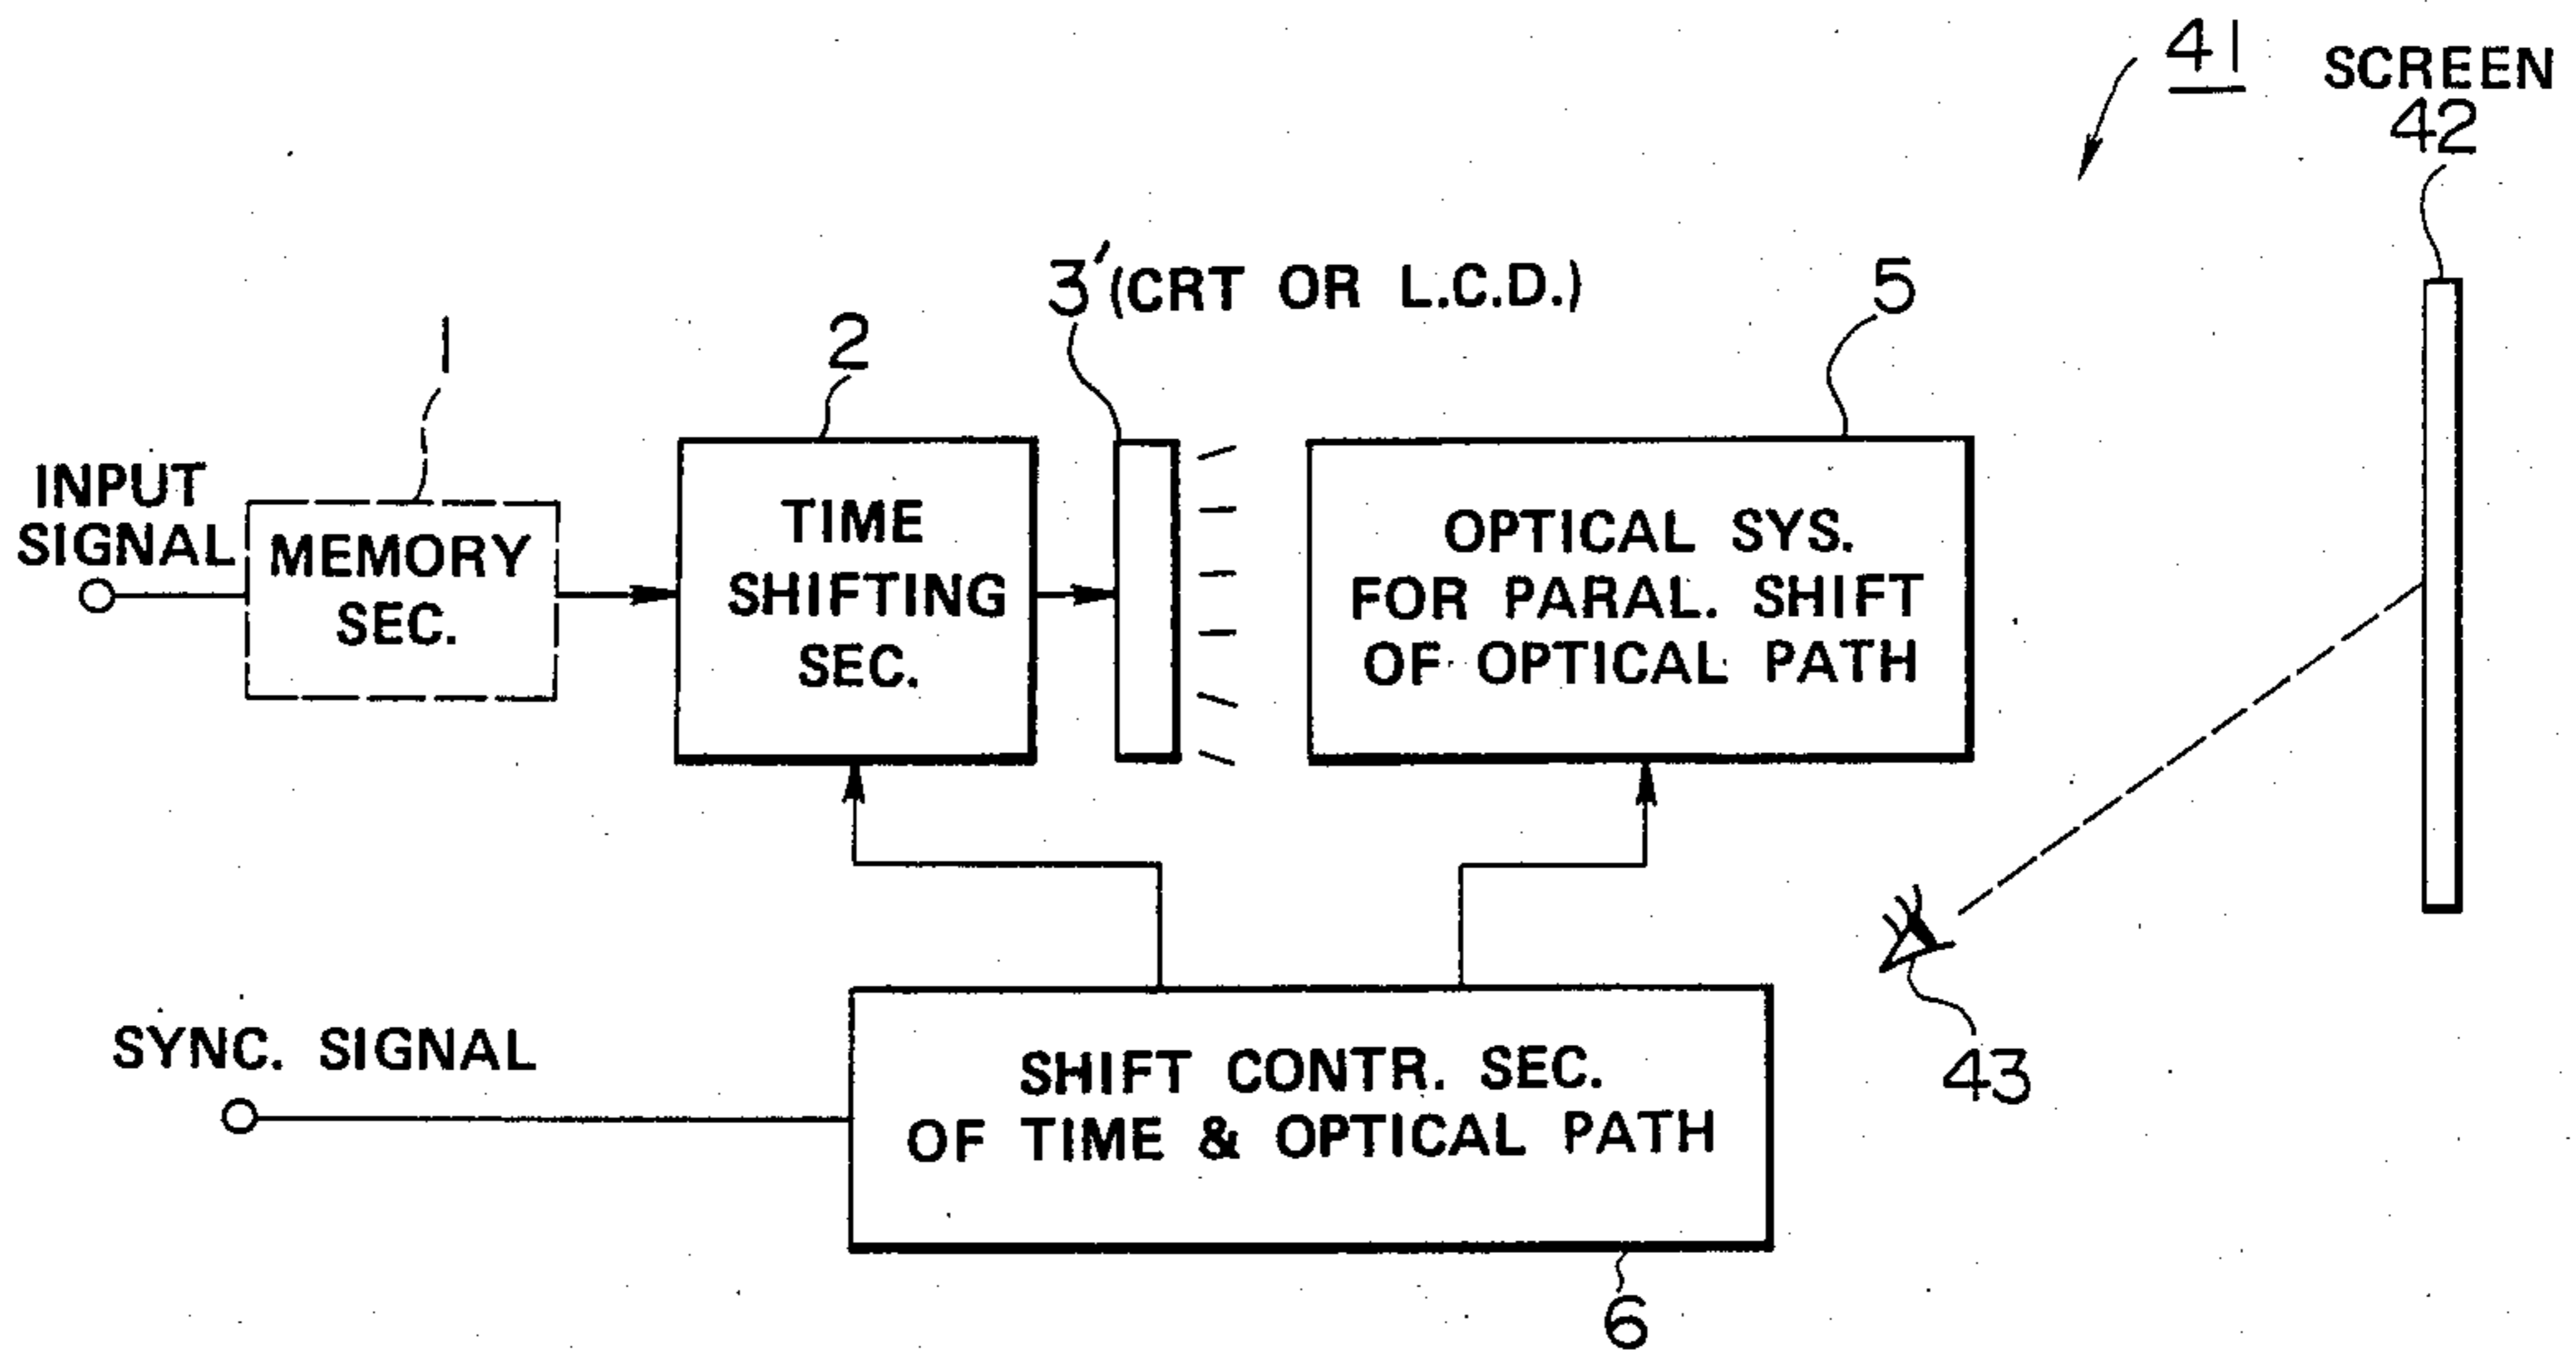 41
SCREEN
42
3' (CRT OR L.C.D.)
5
1
2
INPUT
SIGNAL
MEMORY
SEC.
TIME
SHIFTING
SEC.
OPTICAL SYS.
FOR PARAL. SHIFT
OF OPTICAL PATH
43
SYNC. SIGNAL
SHIFT CONTR. SEC.
OF TIME & OPTICAL PATH
6